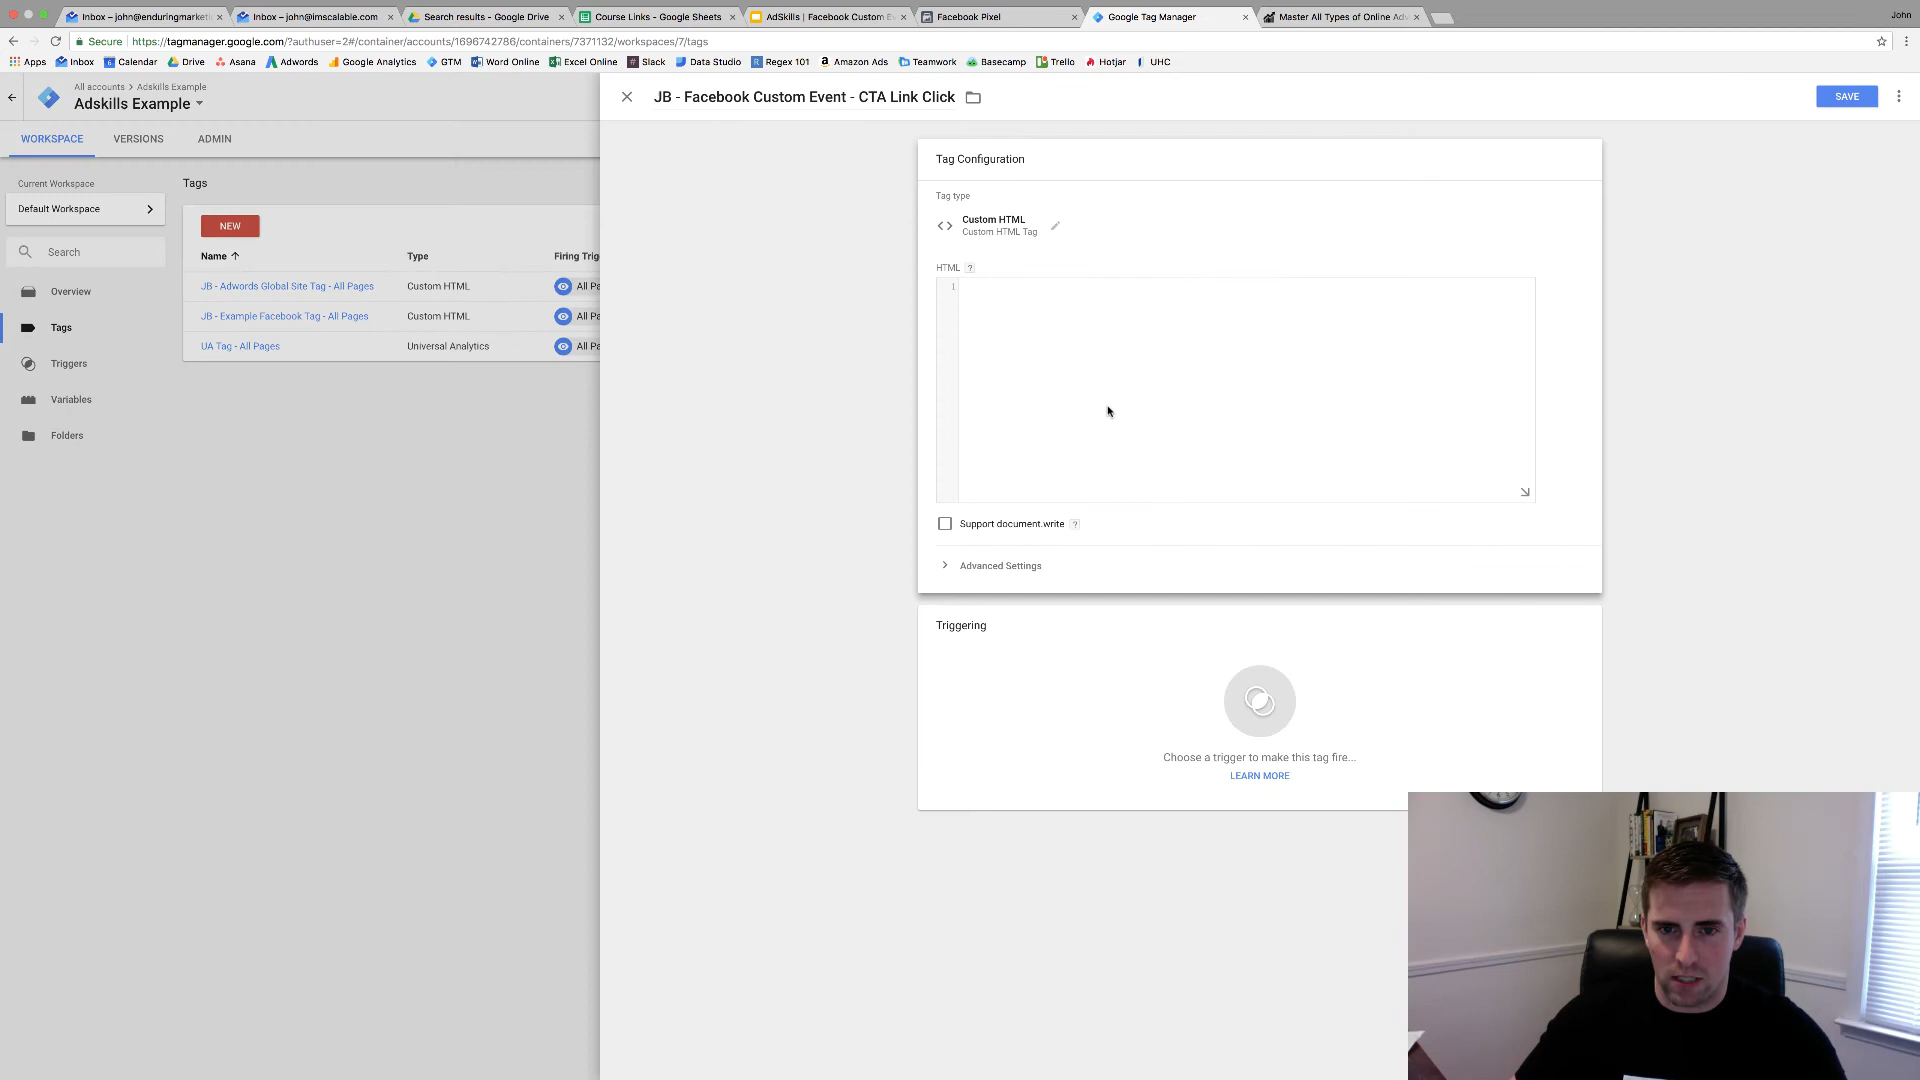 Inbox – john@enduringmarketi
Inbox – john@imscalable.com
Search results - Google Drive
Course Links - Google Sheets
AdSkills | Facebook Custom Ev
Facebook Pixel
Google Tag Manager
Master All Types of Online Adv
John
Secure
https://tagmanager.google.com/?authuser=2#/container/accounts/1696742786/containers/7371132/workspaces/7/tags
Apps
Inbox
Calendar
Drive
Asana
Adwords
Google Analytics
GTM
Word Online
Excel Online
Slack
Data Studio
Regex 101
Amazon Ads
Teamwork
Basecamp
Trello
Hotjar
UHC
All accounts > Adskills Example
Adskills Example
JB - Facebook Custom Event - CTA Link Click
SAVE
WORKSPACE
VERSIONS
ADMIN
Current Workspace
Default Workspace
Search
Overview
Tags
Triggers
Variables
Folders
Tags
NEW
Name
Type
Firing Trig
JB - Adwords Global Site Tag - All Pages
Custom HTML
All Pa
JB - Example Facebook Tag - All Pages
Custom HTML
All Pa
UA Tag - All Pages
Universal Analytics
All Pa
Tag Configuration
Tag type
Custom HTML
Custom HTML Tag
HTML ?
1
Support document.write ?
Advanced Settings
Triggering
Choose a trigger to make this tag fire...
LEARN MORE